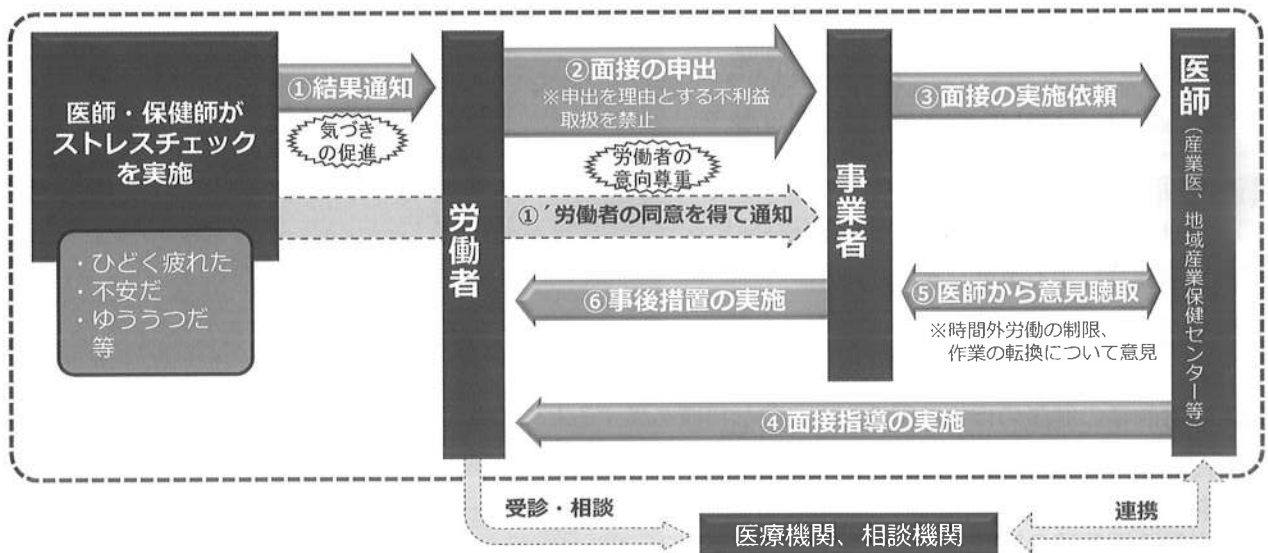 医師・保健師が
ストレスチェック
を実施
・ひどく疲れた
・不安だ
・ゆううつだ
等
①結果通知
気づき
の促進
労働者
②面接の申出
※申出を理由とする不利益
取扱を禁止
労働者の
意向尊重
①´労働者の同意を得て通知
事業者
③面接の実施依頼
医師(産業医、地域産業保健センター等)
⑤医師から意見聴取
※時間外労働の制限、
作業の転換について意見
⑥事後措置の実施
④面接指導の実施
受診・相談
医療機関、相談機関
連携